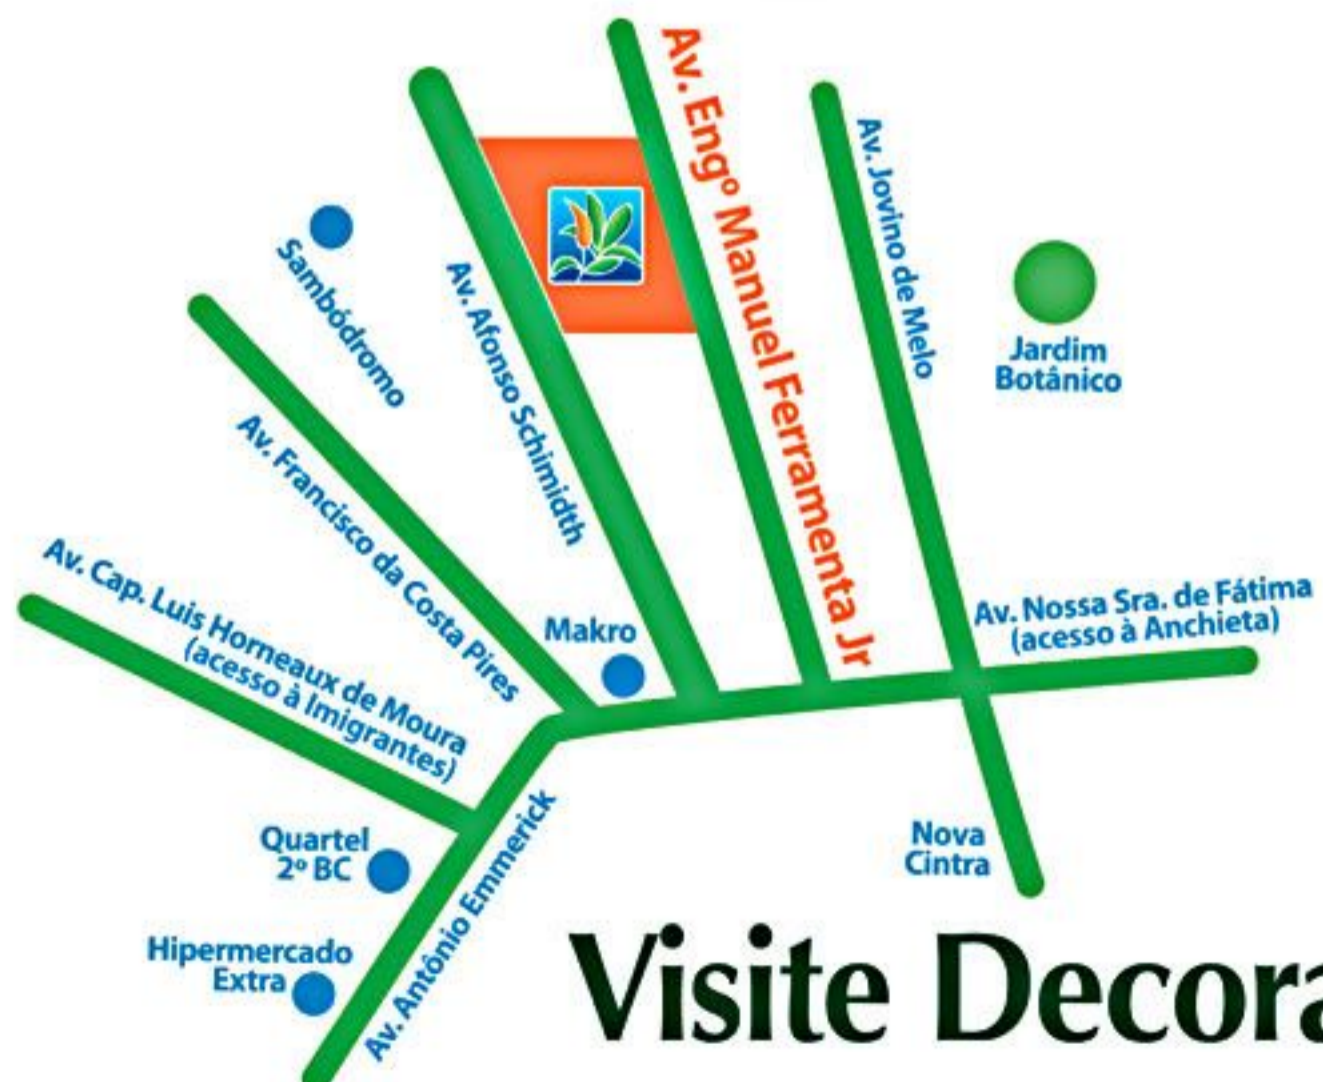 Av. Engº Manuel Ferramenta Jr
Av. Jovino de Melo
Sambódromo
Av. Afonso Schimidth
Jardim
Botânico
Av. Francisco da Costa Pires
Av. Cap. Luis Horneaux de Moura
(acesso à Imigrantes)
Makro
Av. Nossa Sra. de Fátima
(acesso à Anchieta)
Quartel
2º BC
Av. Antônio Emmerick
Nova
Cintra
Hipermercado
Extra
Visite Decora